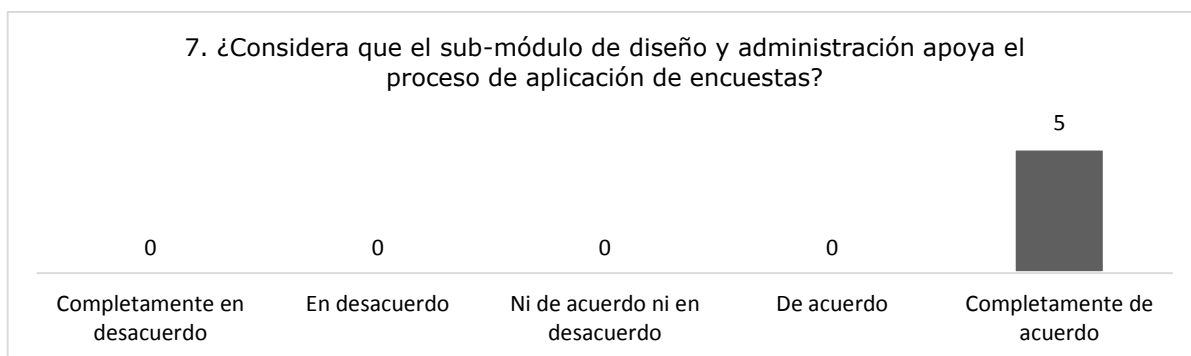 7. ¿Considera que el sub-módulo de diseño y administración apoya el
proceso de aplicación de encuestas?
5
0 0 0 0
Completamente en desacuerdo
En desacuerdo
Ni de acuerdo ni en desacuerdo
De acuerdo
Completamente de acuerdo